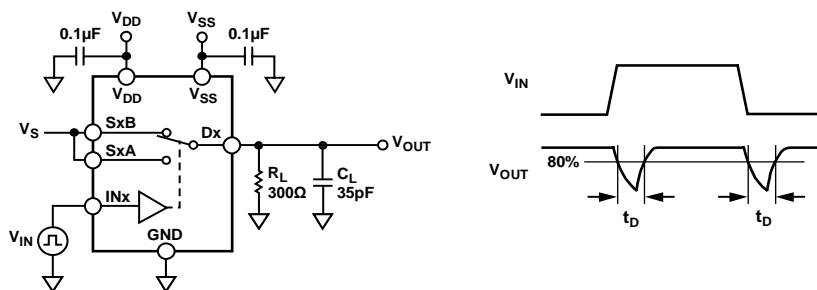 VDD
VSS
0.1µF
0.1µF
VDD
VSS
VS
SxB
Dx
VOUT
SxA
RL
300Ω
CL
35pF
INx
VIN
GND
VIN
VOUT
80%
tD
tD